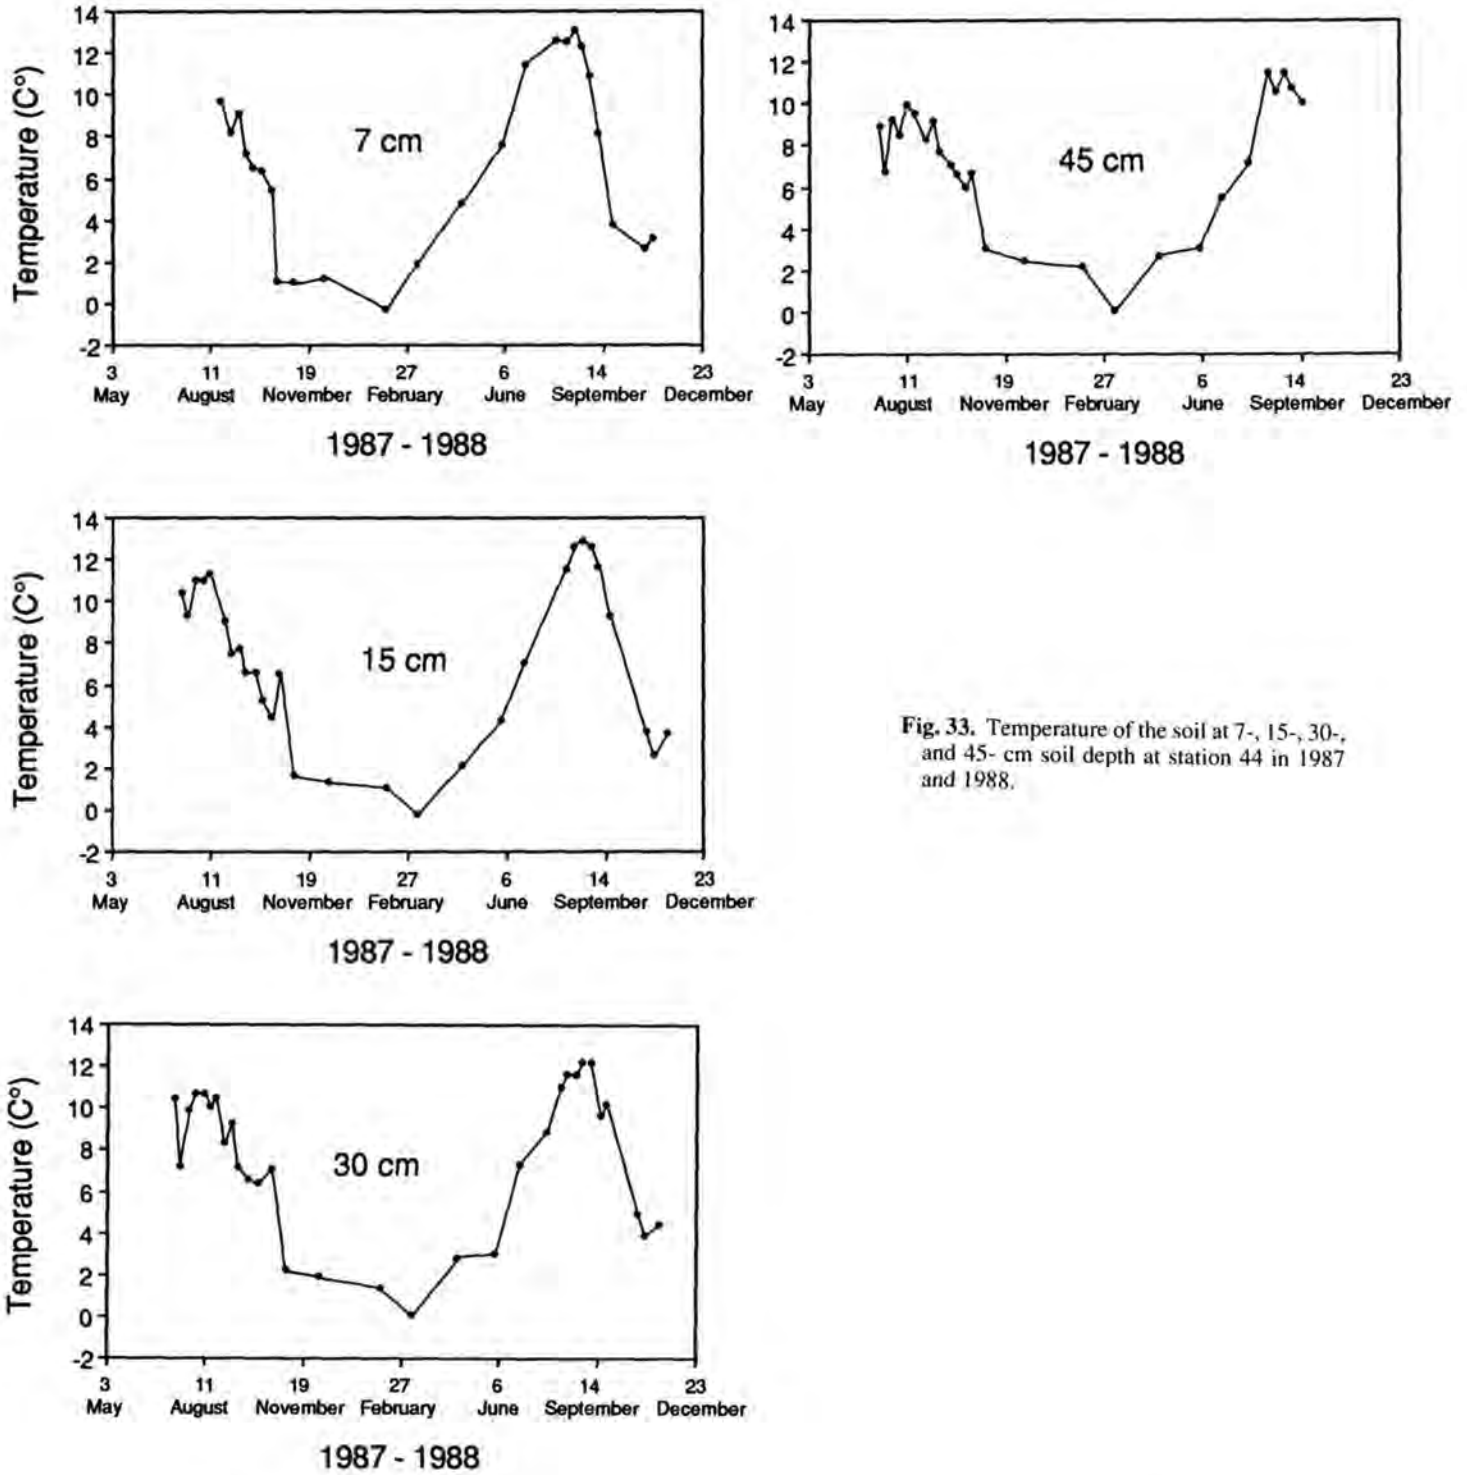 14
12
10
8
6
4
2
0
-2
Temperature (C°)
7 cm
3 11 19 27 6 14 23
May August November February June September December
1987 - 1988
14
12
10
8
6
4
2
0
-2
45 cm
3 11 19 27 6 14 23
May August November February June September December
1987 - 1988
14
12
10
8
6
4
2
0
-2
Temperature (C°)
15 cm
3 11 19 27 6 14 23
May August November February June September December
1987 - 1988
Fig. 33. Temperature of the soil at 7-, 15-, 30-,
and 45- cm soil depth at station 44 in 1987
and 1988.
14
12
10
8
6
4
2
0
-2
Temperature (C°)
30 cm
3 11 19 27 6 14 23
May August November February June September December
1987 - 1988